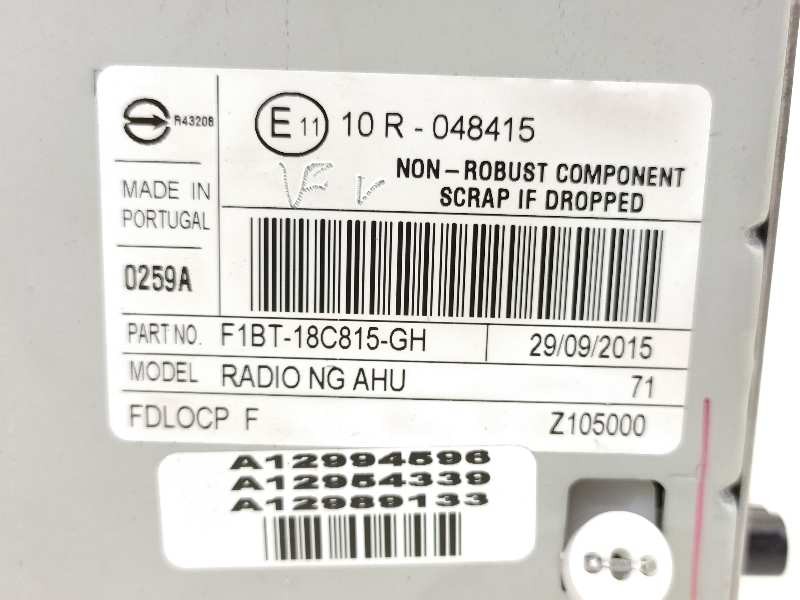 R43208
E 11 10 R - 048415
NON-ROBUST COMPONENT
SCRAP IF DROPPED
MADE IN
PORTUGAL
0259A
PART NO. F1BT-18C815-GH 29/09/2015
MODEL RADIO NG AHU 71
FDLOCP F Z105000
A12994596
A12954339
A12989133